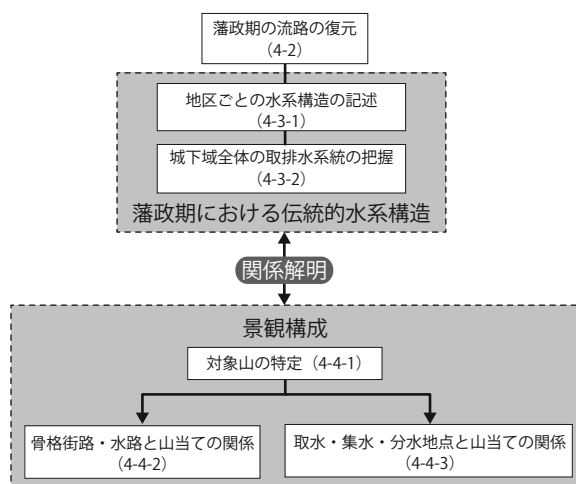 藩政期の流路の復元
(4-2)
地区ごとの水系構造の記述
(4-3-1)
城下域全体の取排水系統の把握
(4-3-2)
藩政期における伝統的水系構造
関係解明
景観構成
対象山の特定（4-4-1）
骨格街路・水路と山当ての関係
(4-4-2)
取水・集水・分水地点と山当ての関係
(4-4-3)